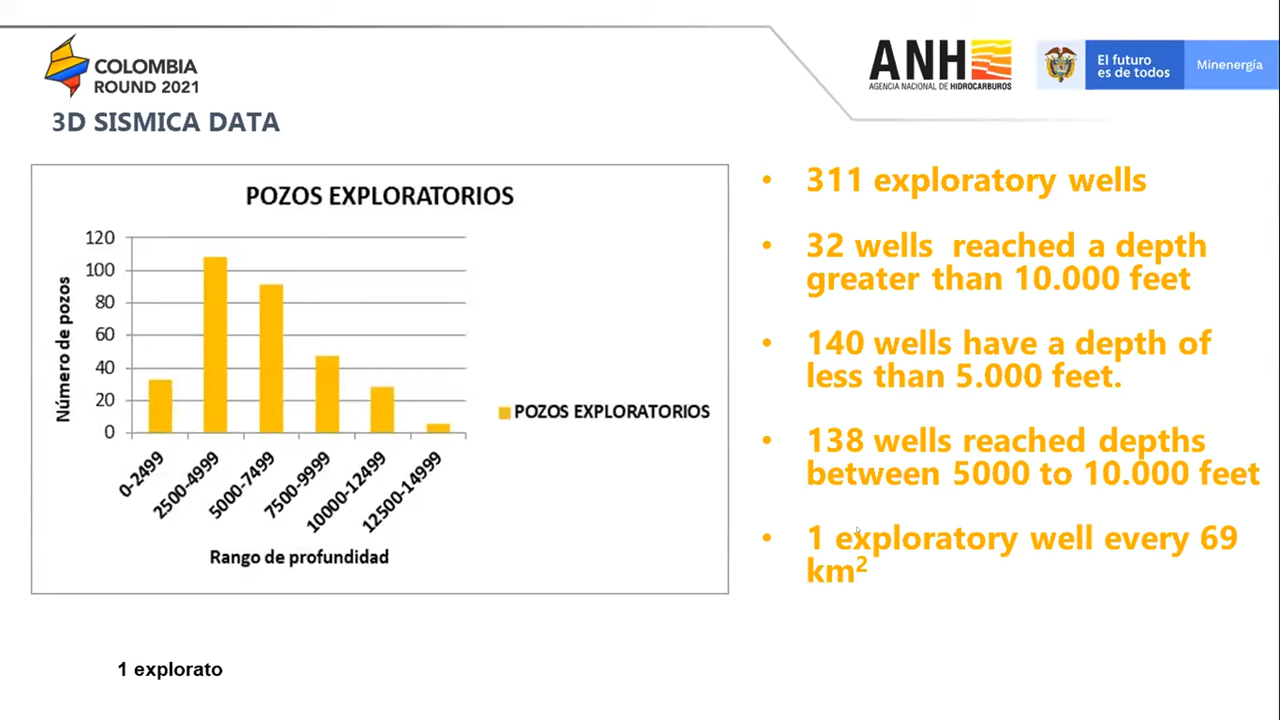 COLOMBIA
ROUND 2021
ANH
AGENCIA NACIONAL DE HIDROCARBUROS
El futuro
es de todos
Minenergía
3D SISMICA DATA
POZOS EXPLORATORIOS
120
100
80
60
40
20
0
Número de pozos
0-2499
2500-4999
5000-7499
7500-9999
10000-12499
12500-14999
Rango de profundidad
POZOS EXPLORATORIOS
• 311 exploratory wells
• 32 wells reached a depth
greater than 10.000 feet
• 140 wells have a depth of
less than 5.000 feet.
• 138 wells reached depths
between 5000 to 10.000 feet
• 1 exploratory well every 69
km²
1 explorato